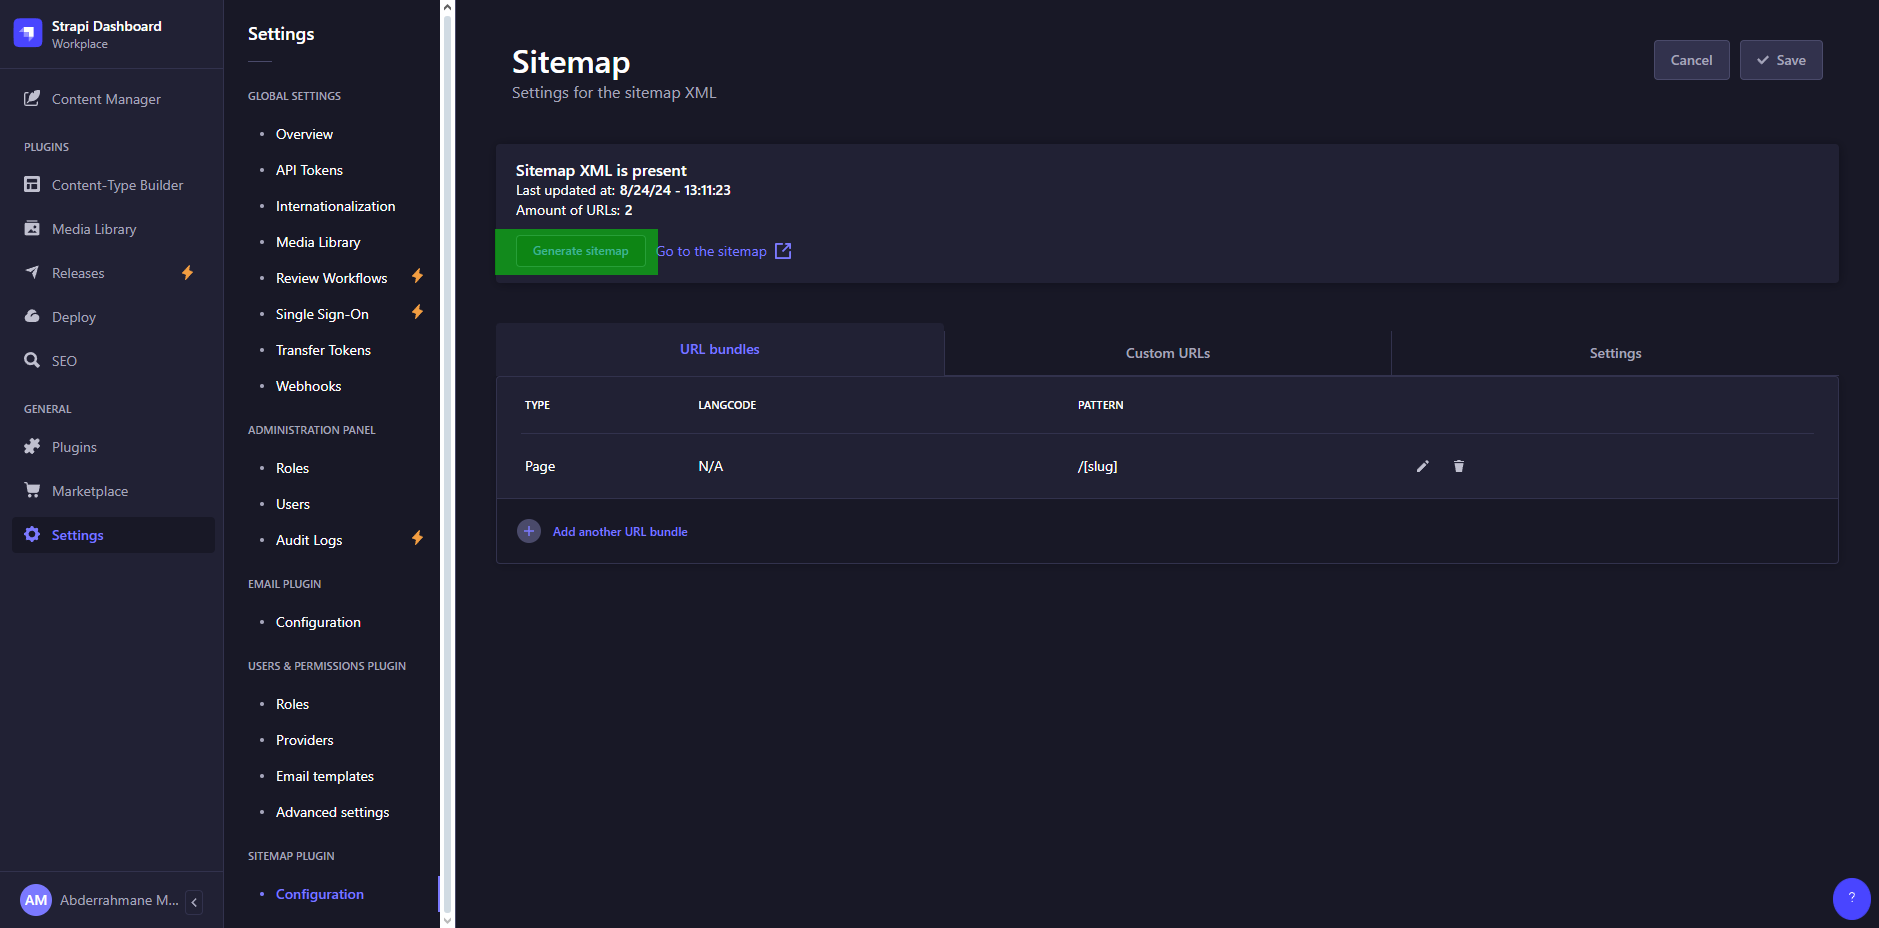 Strapi Dashboard
Workplace
Content Manager
PLUGINS
Content-Type Builder
Media Library
Releases
Deploy
SEO
GENERAL
Plugins
Marketplace
Settings
AM
Abderrahmane M...
Settings
GLOBAL SETTINGS
Overview
API Tokens
Internationalization
Media Library
Review Workflows
Single Sign-On
Transfer Tokens
Webhooks
ADMINISTRATION PANEL
Roles
Users
Audit Logs
EMAIL PLUGIN
Configuration
USERS & PERMISSIONS PLUGIN
Roles
Providers
Email templates
Advanced settings
SITEMAP PLUGIN
Configuration
Sitemap
Settings for the sitemap XML
Cancel
Save
Sitemap XML is present
Last updated at: 8/24/24 - 13:11:23
Amount of URLs: 2
Generate sitemap
Go to the sitemap
URL bundles
Custom URLs
Settings
TYPE LANGCODE PATTERN
Page N/A /[slug]
Add another URL bundle
?